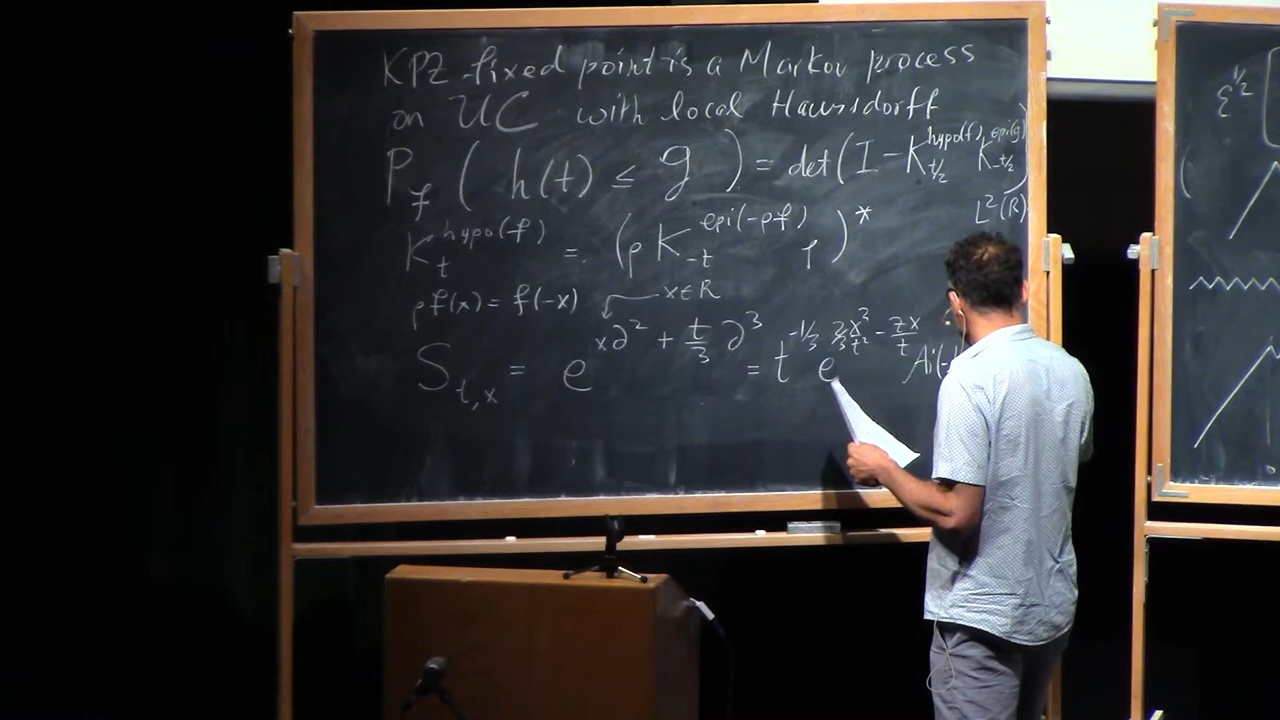 KPZ fixed point is a Markov process
on UC with local Hausdorff
P_f ( h(t) ≤ g ) = det(I - K_{t/2}^{hypo(f)} K_{-t/2}^{epi(g)})
L²(R)
K_t^{hypo(f)} = (ρ K_{-t}^{epi(-ρf)} ρ)*
ρf(x) = f(-x) x∈R
S_{t,x} = e^{x∂² + t/3 ∂³} = t^{-1/3} e^{2/3 x³/t² - zx/t} Ai(-
ε^{1/2}